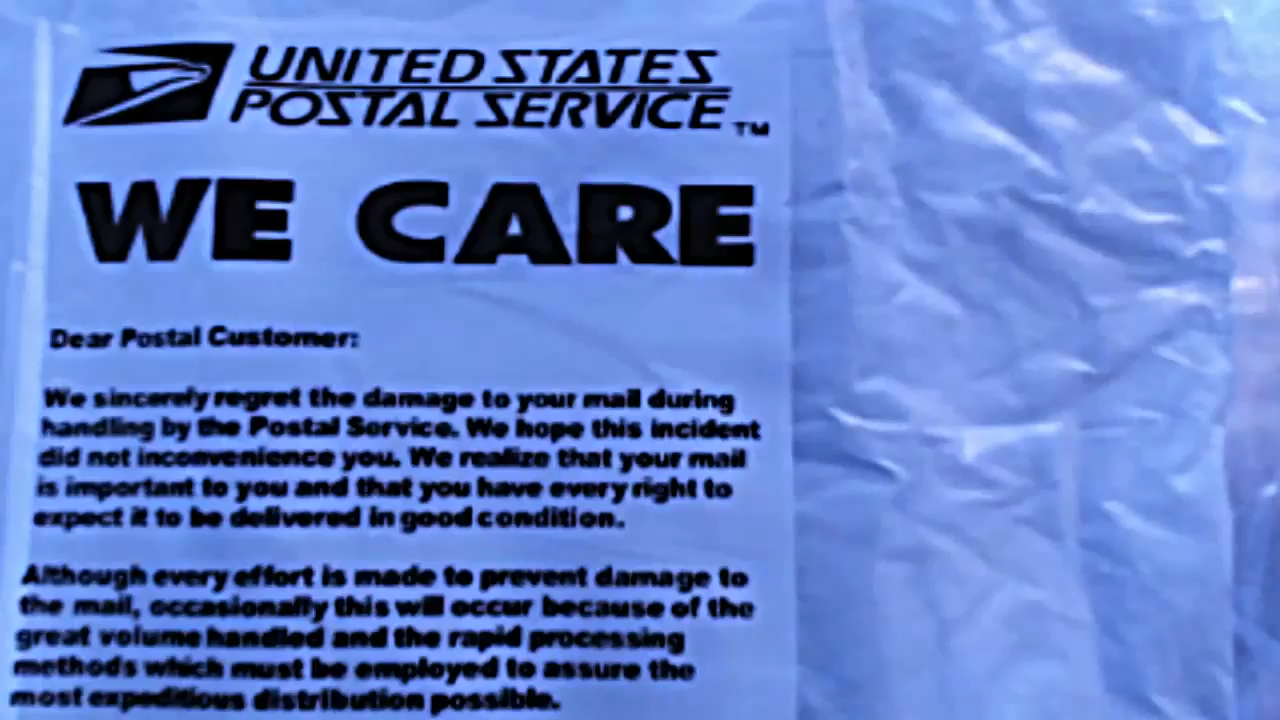 UNITED STATES
POSTAL SERVICE TM
WE CARE
Dear Postal Customer:
We sincerely regret the damage to your mail during
handling by the Postal Service. We hope this incident
did not inconvenience you. We realize that your mail
is important to you and that you have every right to
expect it to be delivered in good condition.
Although every effort is made to prevent damage to
the mail, occasionally this will occur because of the
great volume handled and the rapid processing
methods which must be employed to assure the
most expeditious distribution possible.